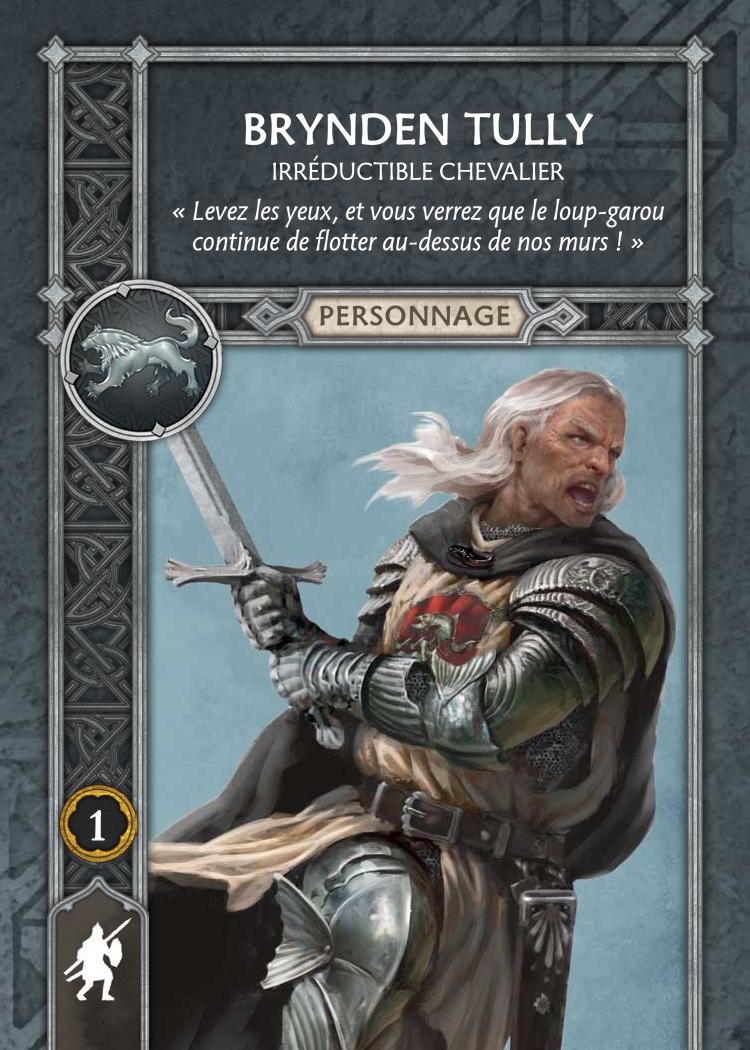 BRYNDEN TULLY
IRRÉDUCTIBLE CHEVALIER
« Levez les yeux, et vous verrez que le loup-garou
continue de flotter au-dessus de nos murs ! »
PERSONNAGE
1